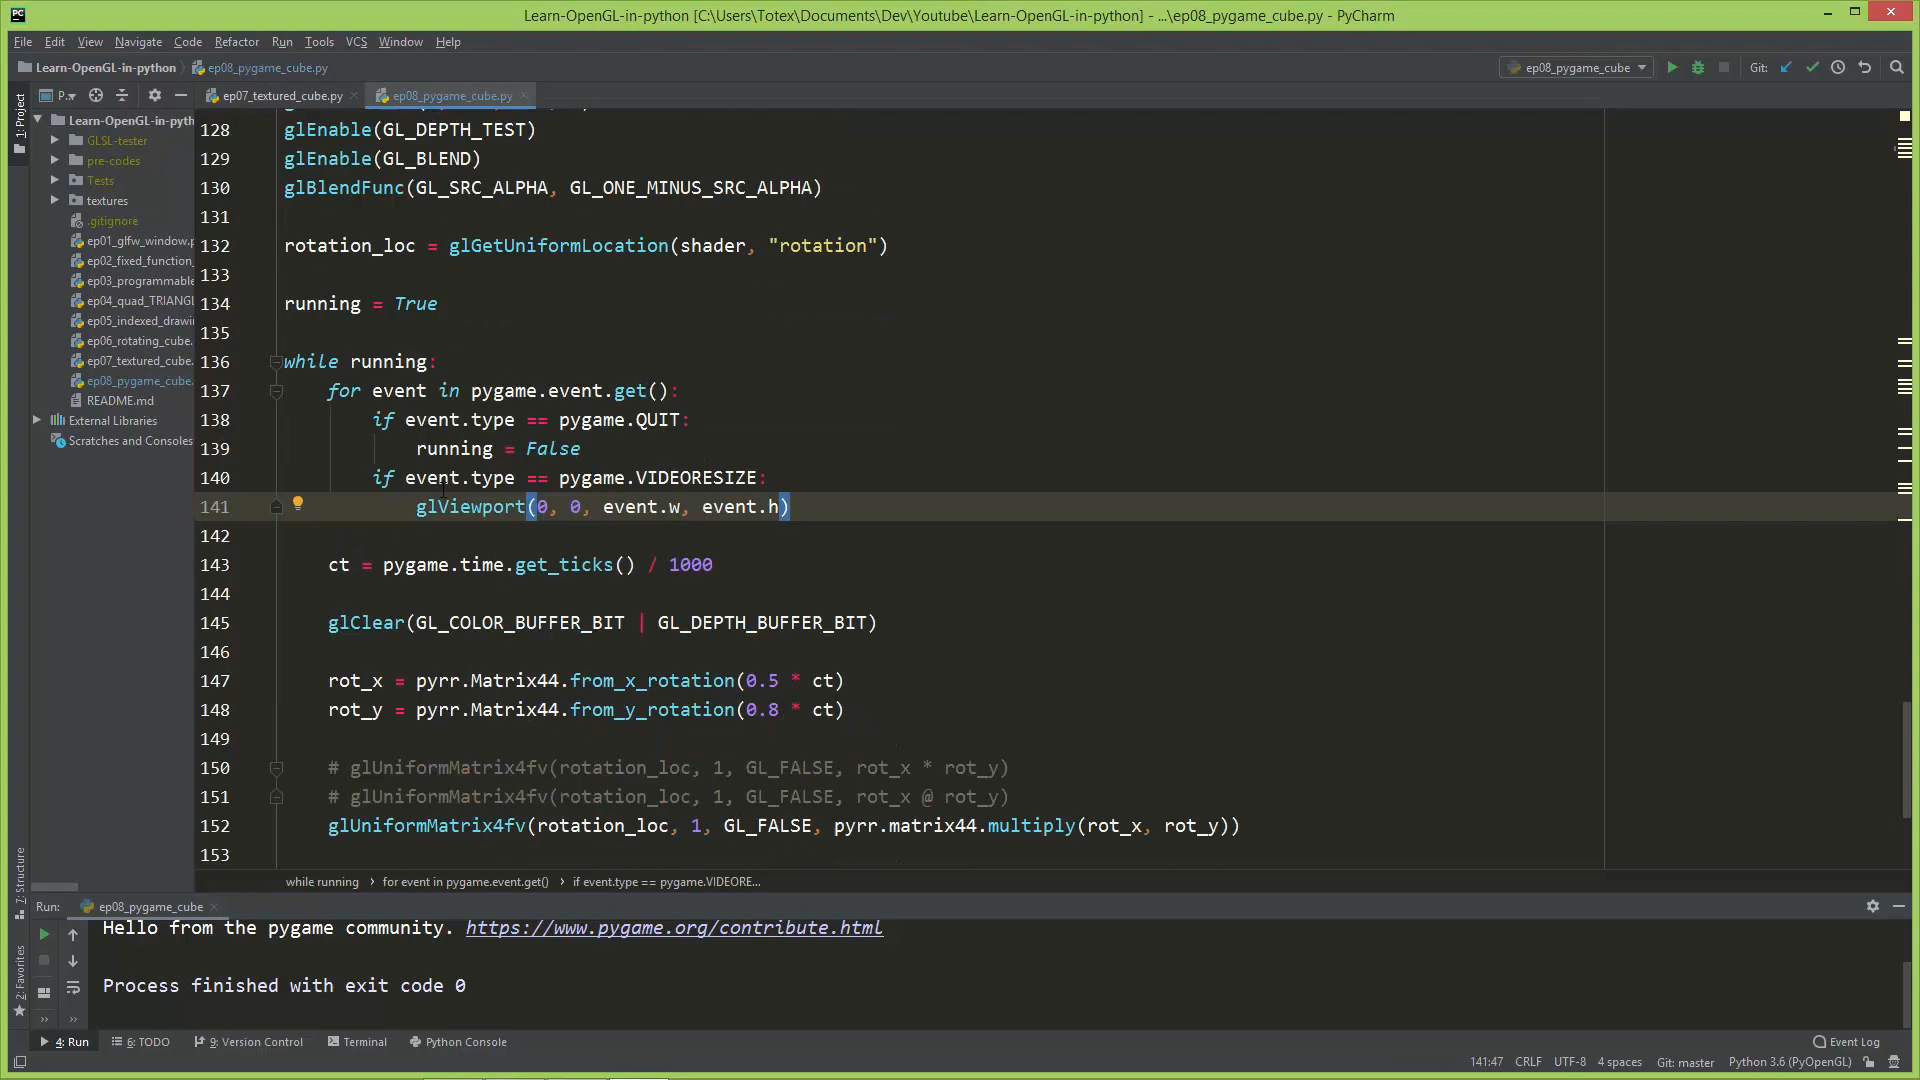 Learn-OpenGL-in-python [C:\Users\Totex\Documents\Dev\Youtube\Learn-OpenGL-in-python] - ...\ep08_pygame_cube.py - PyCharm
File Edit View Navigate Code Refactor Run Tools VCS Window Help
Learn-OpenGL-in-python ep08_pygame_cube.py ep08_pygame_cube Git:
P.. ep07_textured_cube.py ep08_pygame_cube.py
1: Project
Learn-OpenGL-in-pyth
GLSL-tester
pre-codes
Tests
textures
.gitignore
ep01_glfw_window.p
ep02_fixed_function_
ep03_programmable
ep04_quad_TRIANGL
ep05_indexed_drawi
ep06_rotating_cube.
ep07_textured_cube.
ep08_pygame_cube.
README.md
External Libraries
Scratches and Consoles
128 glEnable(GL_DEPTH_TEST)
129 glEnable(GL_BLEND)
130 glBlendFunc(GL_SRC_ALPHA, GL_ONE_MINUS_SRC_ALPHA)
131
132 rotation_loc = glGetUniformLocation(shader, "rotation")
133
134 running = True
135
136 while running:
137 for event in pygame.event.get():
138 if event.type == pygame.QUIT:
139 running = False
140 if event.type == pygame.VIDEORESIZE:
141 glViewport(0, 0, event.w, event.h)
142
143 ct = pygame.time.get_ticks() / 1000
144
145 glClear(GL_COLOR_BUFFER_BIT | GL_DEPTH_BUFFER_BIT)
146
147 rot_x = pyrr.Matrix44.from_x_rotation(0.5 * ct)
148 rot_y = pyrr.Matrix44.from_y_rotation(0.8 * ct)
149
150 # glUniformMatrix4fv(rotation_loc, 1, GL_FALSE, rot_x * rot_y)
151 # glUniformMatrix4fv(rotation_loc, 1, GL_FALSE, rot_x @ rot_y)
152 glUniformMatrix4fv(rotation_loc, 1, GL_FALSE, pyrr.matrix44.multiply(rot_x, rot_y))
153
while running for event in pygame.event.get() if event.type == pygame.VIDEORE...
7: Structure
2: Favorites
Run: ep08_pygame_cube
Hello from the pygame community. https://www.pygame.org/contribute.html
Process finished with exit code 0
4: Run 6: TODO 9: Version Control Terminal Python Console Event Log
141:47 CRLF UTF-8 4 spaces Git: master Python 3.6 (PyOpenGL)